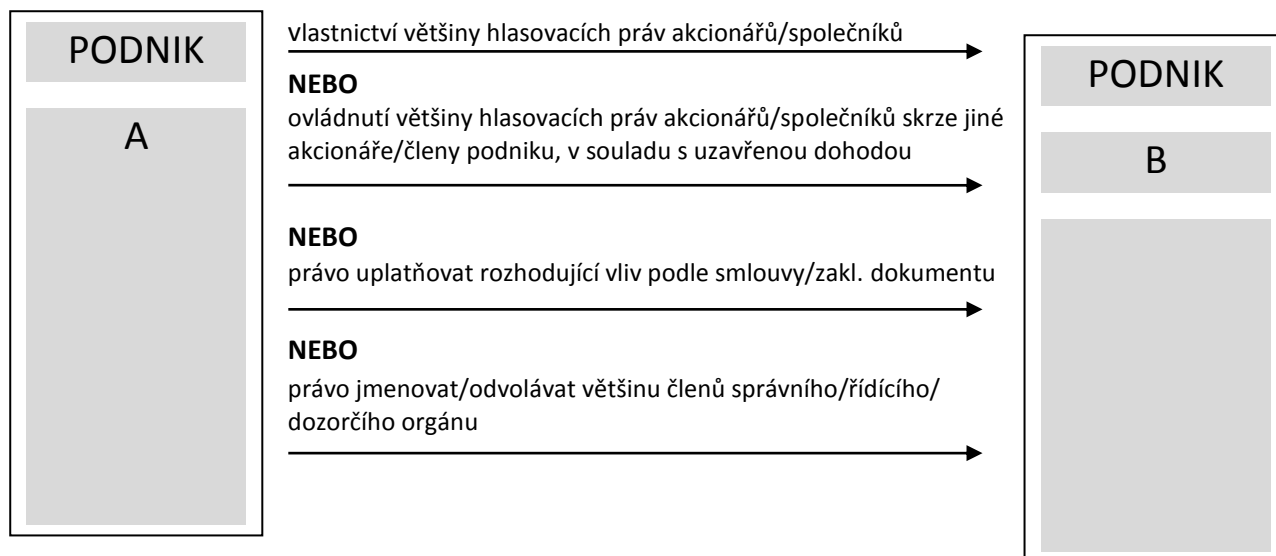 PODNIK
A
vlastnictví většiny hlasovacích práv akcionářů/společníků
NEBO
ovládnutí většiny hlasovacích práv akcionářů/společníků skrze jiné
akcionáře/členy podniku, v souladu s uzavřenou dohodou
NEBO
právo uplatňovat rozhodující vliv podle smlouvy/zakl. dokumentu
NEBO
právo jmenovat/odvolávat většinu členů správního/řídícího/
dozorčího orgánu
PODNIK
B